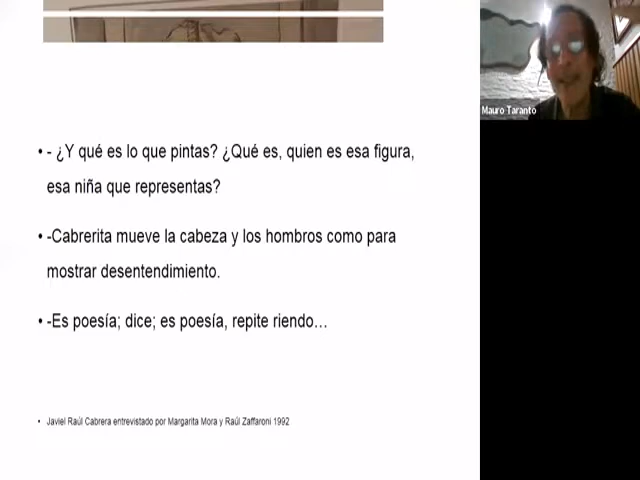 • - ¿Y qué es lo que pintas? ¿Qué es, quien es esa figura,
esa niña que representas?
• -Cabrerita mueve la cabeza y los hombros como para
mostrar desentendimiento.
• -Es poesía; dice; es poesía, repite riendo…
• Javiel Raúl Cabrera entrevistado por Margarita Mora y Raúl Zaffaroni 1992
Mauro Taranto